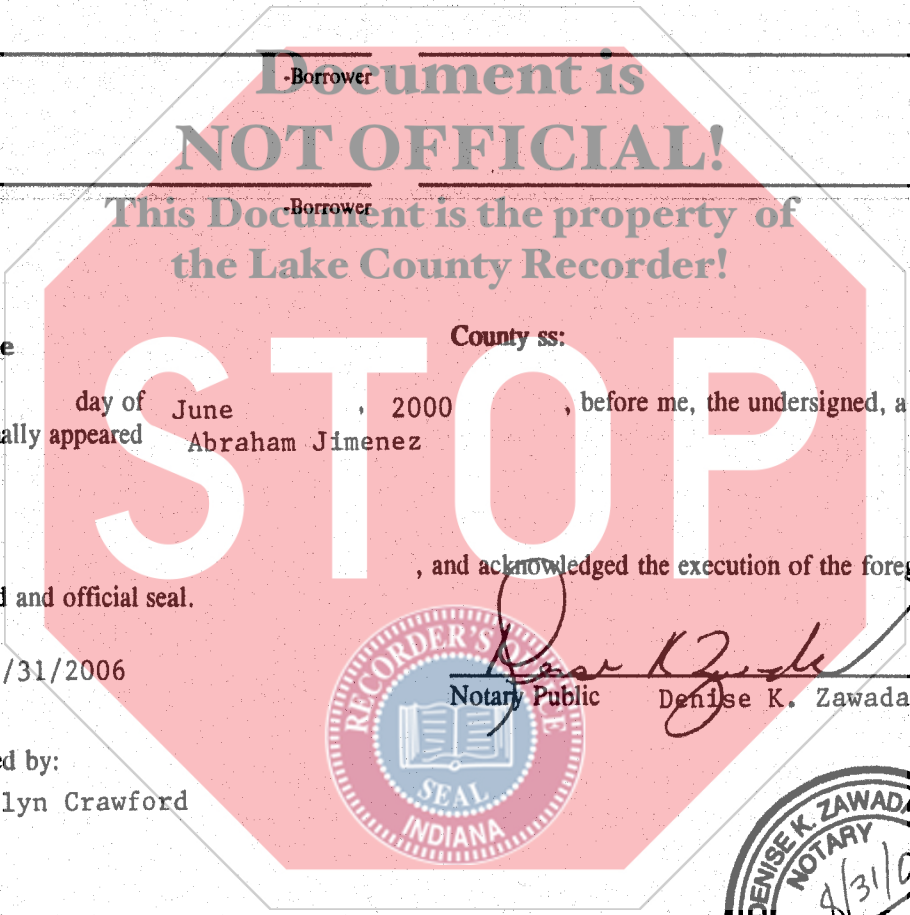 Document is
-Borrower
NOT OFFICIAL!
-Borrower
This Document is the property of
the Lake County Recorder!
STOP
e
County ss:
day of June , 2000 , before me, the undersigned, a
ally appeared Abraham Jimenez
, and acknowledged the execution of the foreg
d and official seal.
/31/2006
Notary Public Denise K. Zawada
ed by:
lyn Crawford
RECORDER'S OFFICE
SEAL
INDIANA
DENISE K. ZAWADA
NOTARY